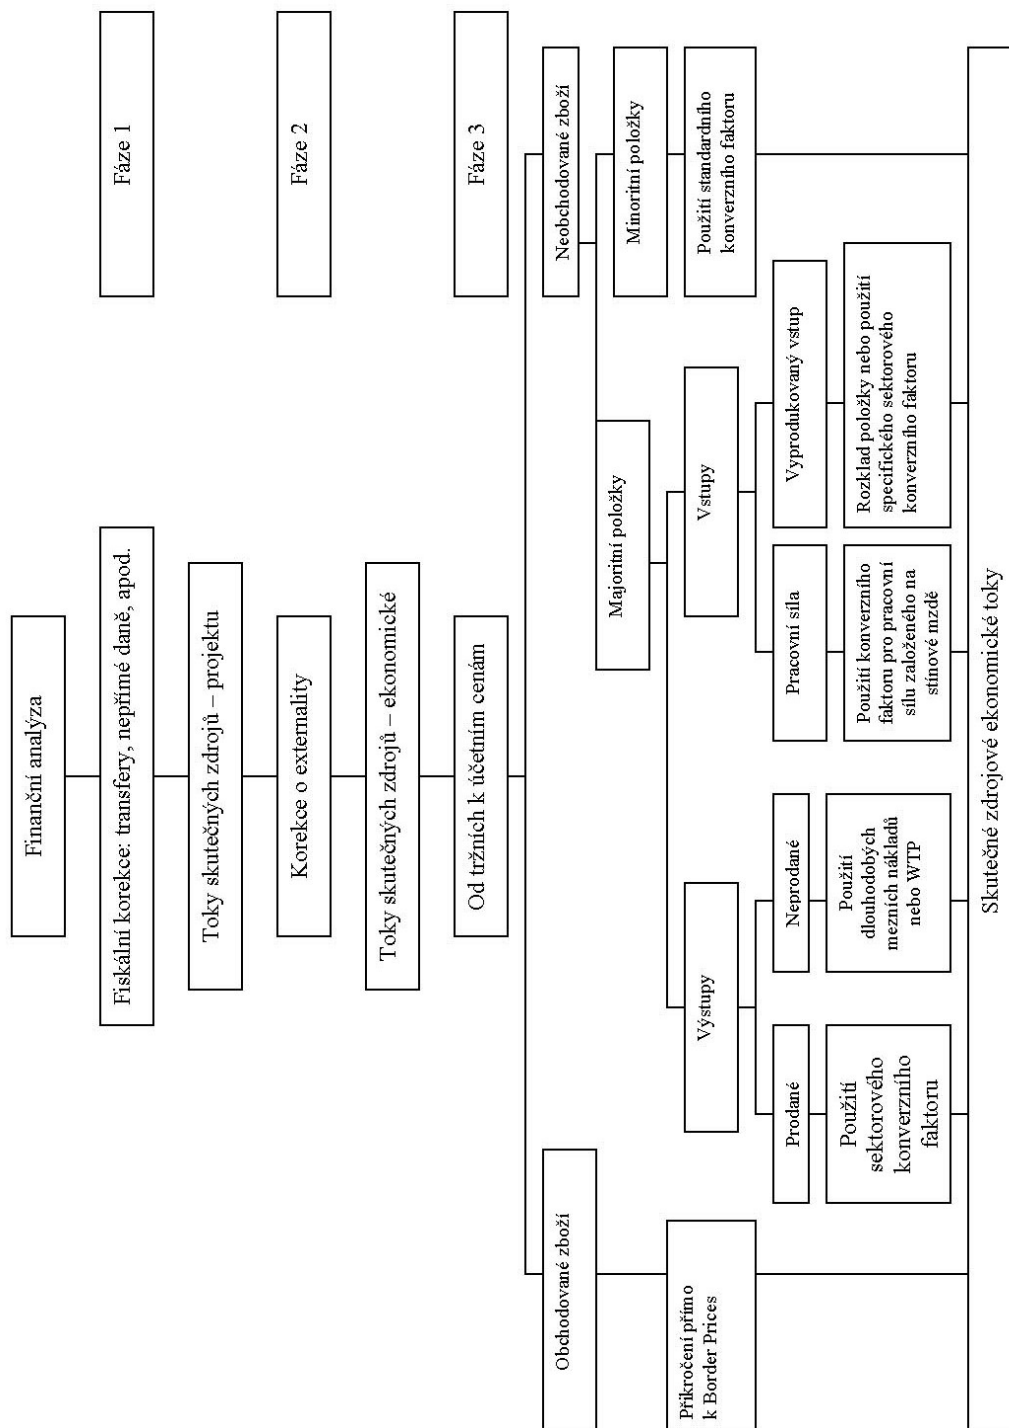 Finanční analýza
Fiskální korekce: transfery, nepřímé daně, apod.
Fáze 1
Toky skutečných zdrojů – projektu
Korekce o externality
Fáze 2
Toky skutečných zdrojů – ekonomické
Od tržních k účetním cenám
Fáze 3
Obchodované zboží
Neobchodované zboží
Majoritní položky
Minoritní položky
Přikročení přímo
k Border Prices
Výstupy
Vstupy
Použití standardního
konverzního faktoru
Prodané
Neprodané
Pracovní síla
Vyprodukovaný vstup
Použití
sektorového
konverzního
faktoru
Použití
dlouhodobých
mezních nákladů
nebo WTP
Použití konverzního
faktoru pro pracovní
sílu založeného na
stínové mzdě
Rozklad položky nebo použití
specifického sektorového
konverzního faktoru
Skutečné zdrojové ekonomické toky